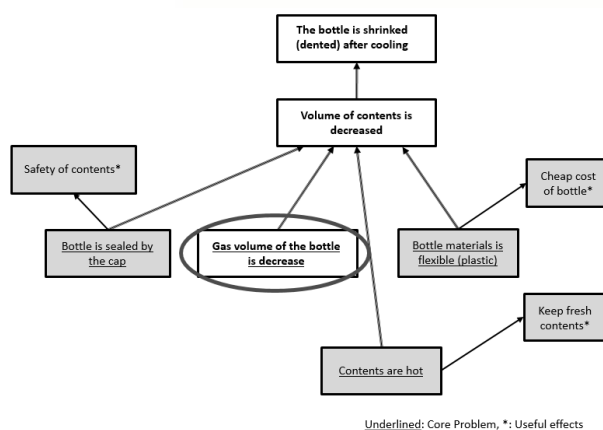 The bottle is shrinked
(dented) after cooling
Volume of contents is
decreased
Safety of contents*
Cheap cost
of bottle*
Bottle is sealed by
the cap
Gas volume of the bottle
is decrease
Bottle materials is
flexible (plastic)
Keep fresh
contents*
Contents are hot
Underlined: Core Problem, *: Useful effects